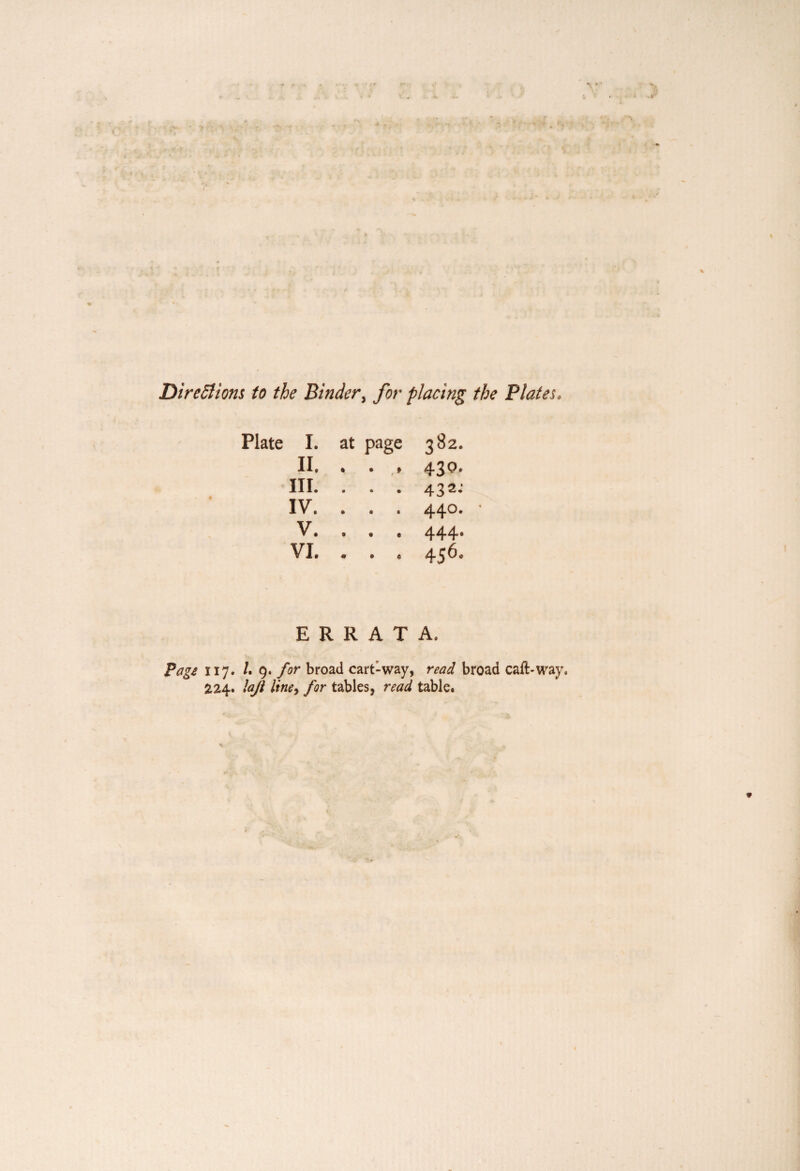 Directions to the Binder, for placing the Plates.
Plate I. at page 382.
II. . . . 430.
III. . . . 432.
IV. . . . 440.
V. . . . 444.
VI. . . . 456.
ERRATA.
Page 117. l. 9. for broad cart-way, read broad caſt-way.
224. laſt line, for tables, read table.